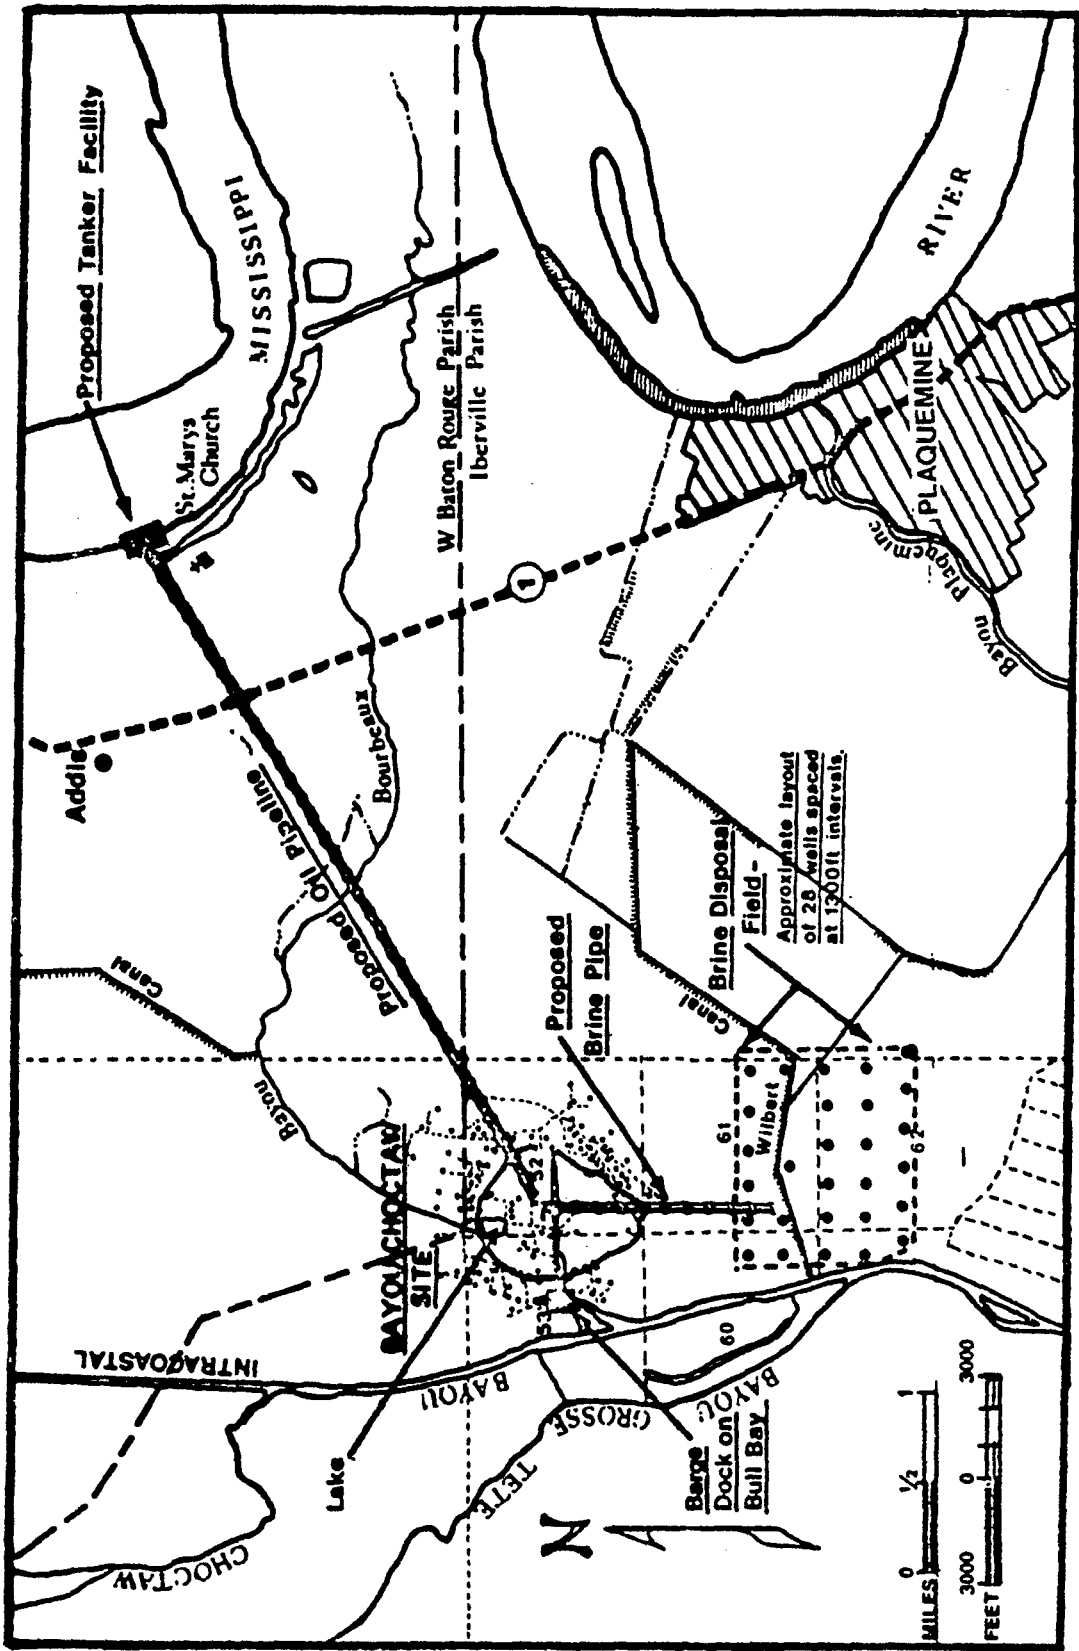 Proposed Tanker Facility
MISSISSIPPI
St. Marys
Church
Addis
W Baton Rouge Parish
Iberville Parish
RIVER
PLAQUEMINE
Bayou Plaquemine
1
Bourbeaux
Bayou
Canal
Proposed Oil Pipeline
BAYOU CHOCTAW
SITE
Proposed
Brine Pipe
Brine Disposal
Field-
Approximate layout
of 28 wells spaced
at 1300ft intervals.
Canal
Wilbert
61
62
52
53
60
INTRACOASTAL
BAYOU
GROSSE
TETE
BAYOU
CHOCTAW
Lake
Barge
Dock on
Bull Bay
N
0 1/2 1
MILES
3000 0 3000
FEET